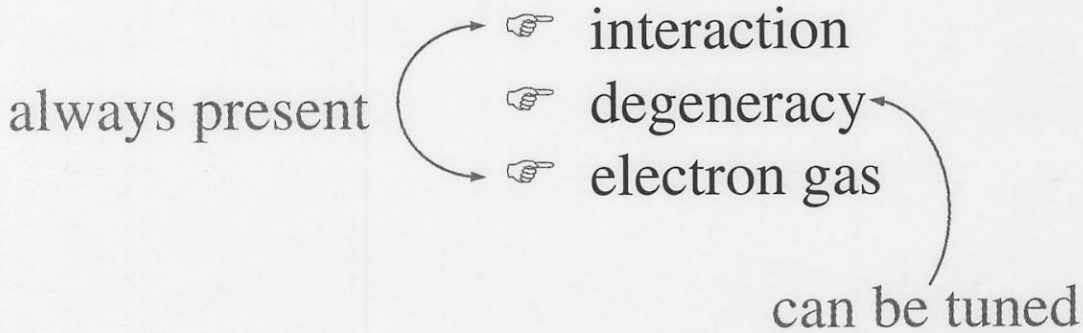 ☞ interaction
always present
☞ degeneracy
☞ electron gas
can be tuned